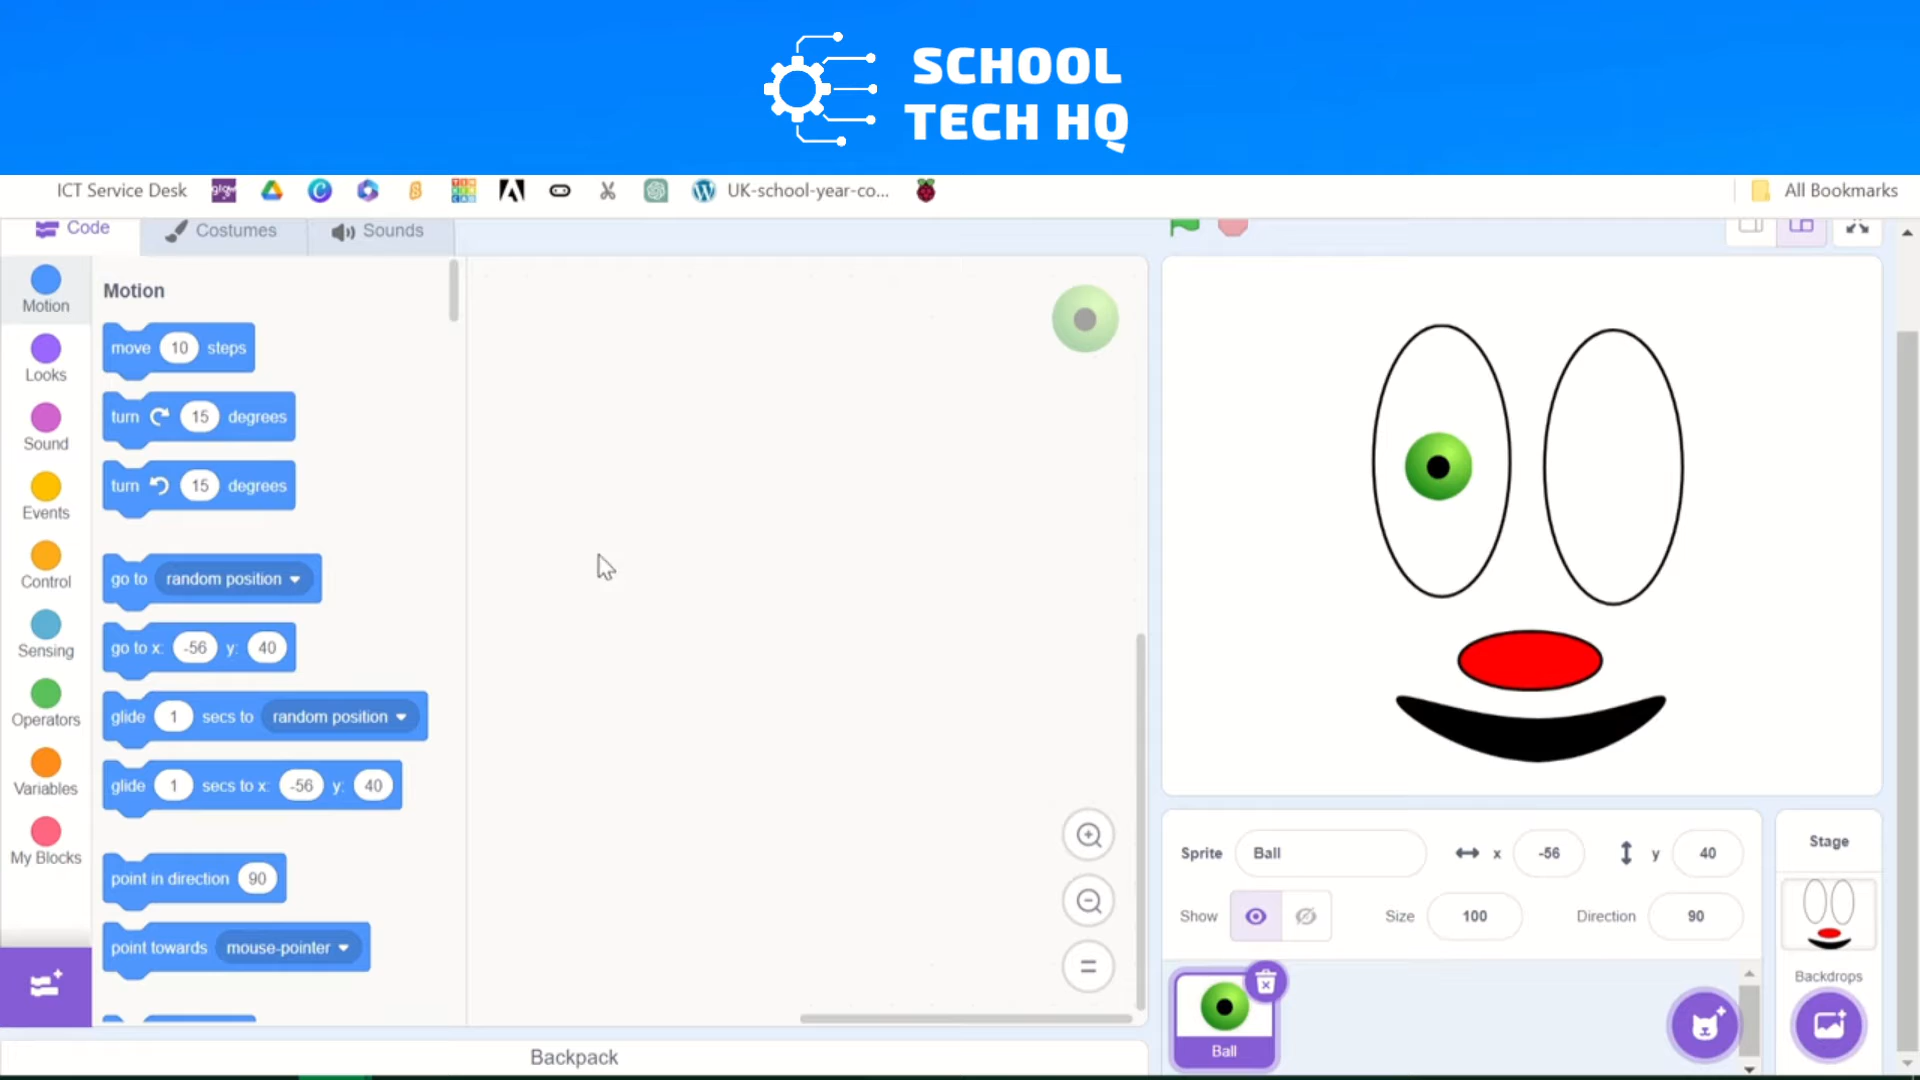 SCHOOL
TECH HQ
ICT Service Desk
UK-school-year-co...
All Bookmarks
Code
Costumes
Sounds
Motion
Looks
Sound
Events
Control
Sensing
Operators
Variables
My Blocks
Motion
move 10 steps
turn 15 degrees
turn 15 degrees
go to random position
go to x: -56 y: 40
glide 1 secs to random position
glide 1 secs to x: -56 y: 40
point in direction 90
point towards mouse-pointer
Backpack
Sprite Ball x -56 y 40
Show Size 100 Direction 90
Ball
Stage
Backdrops